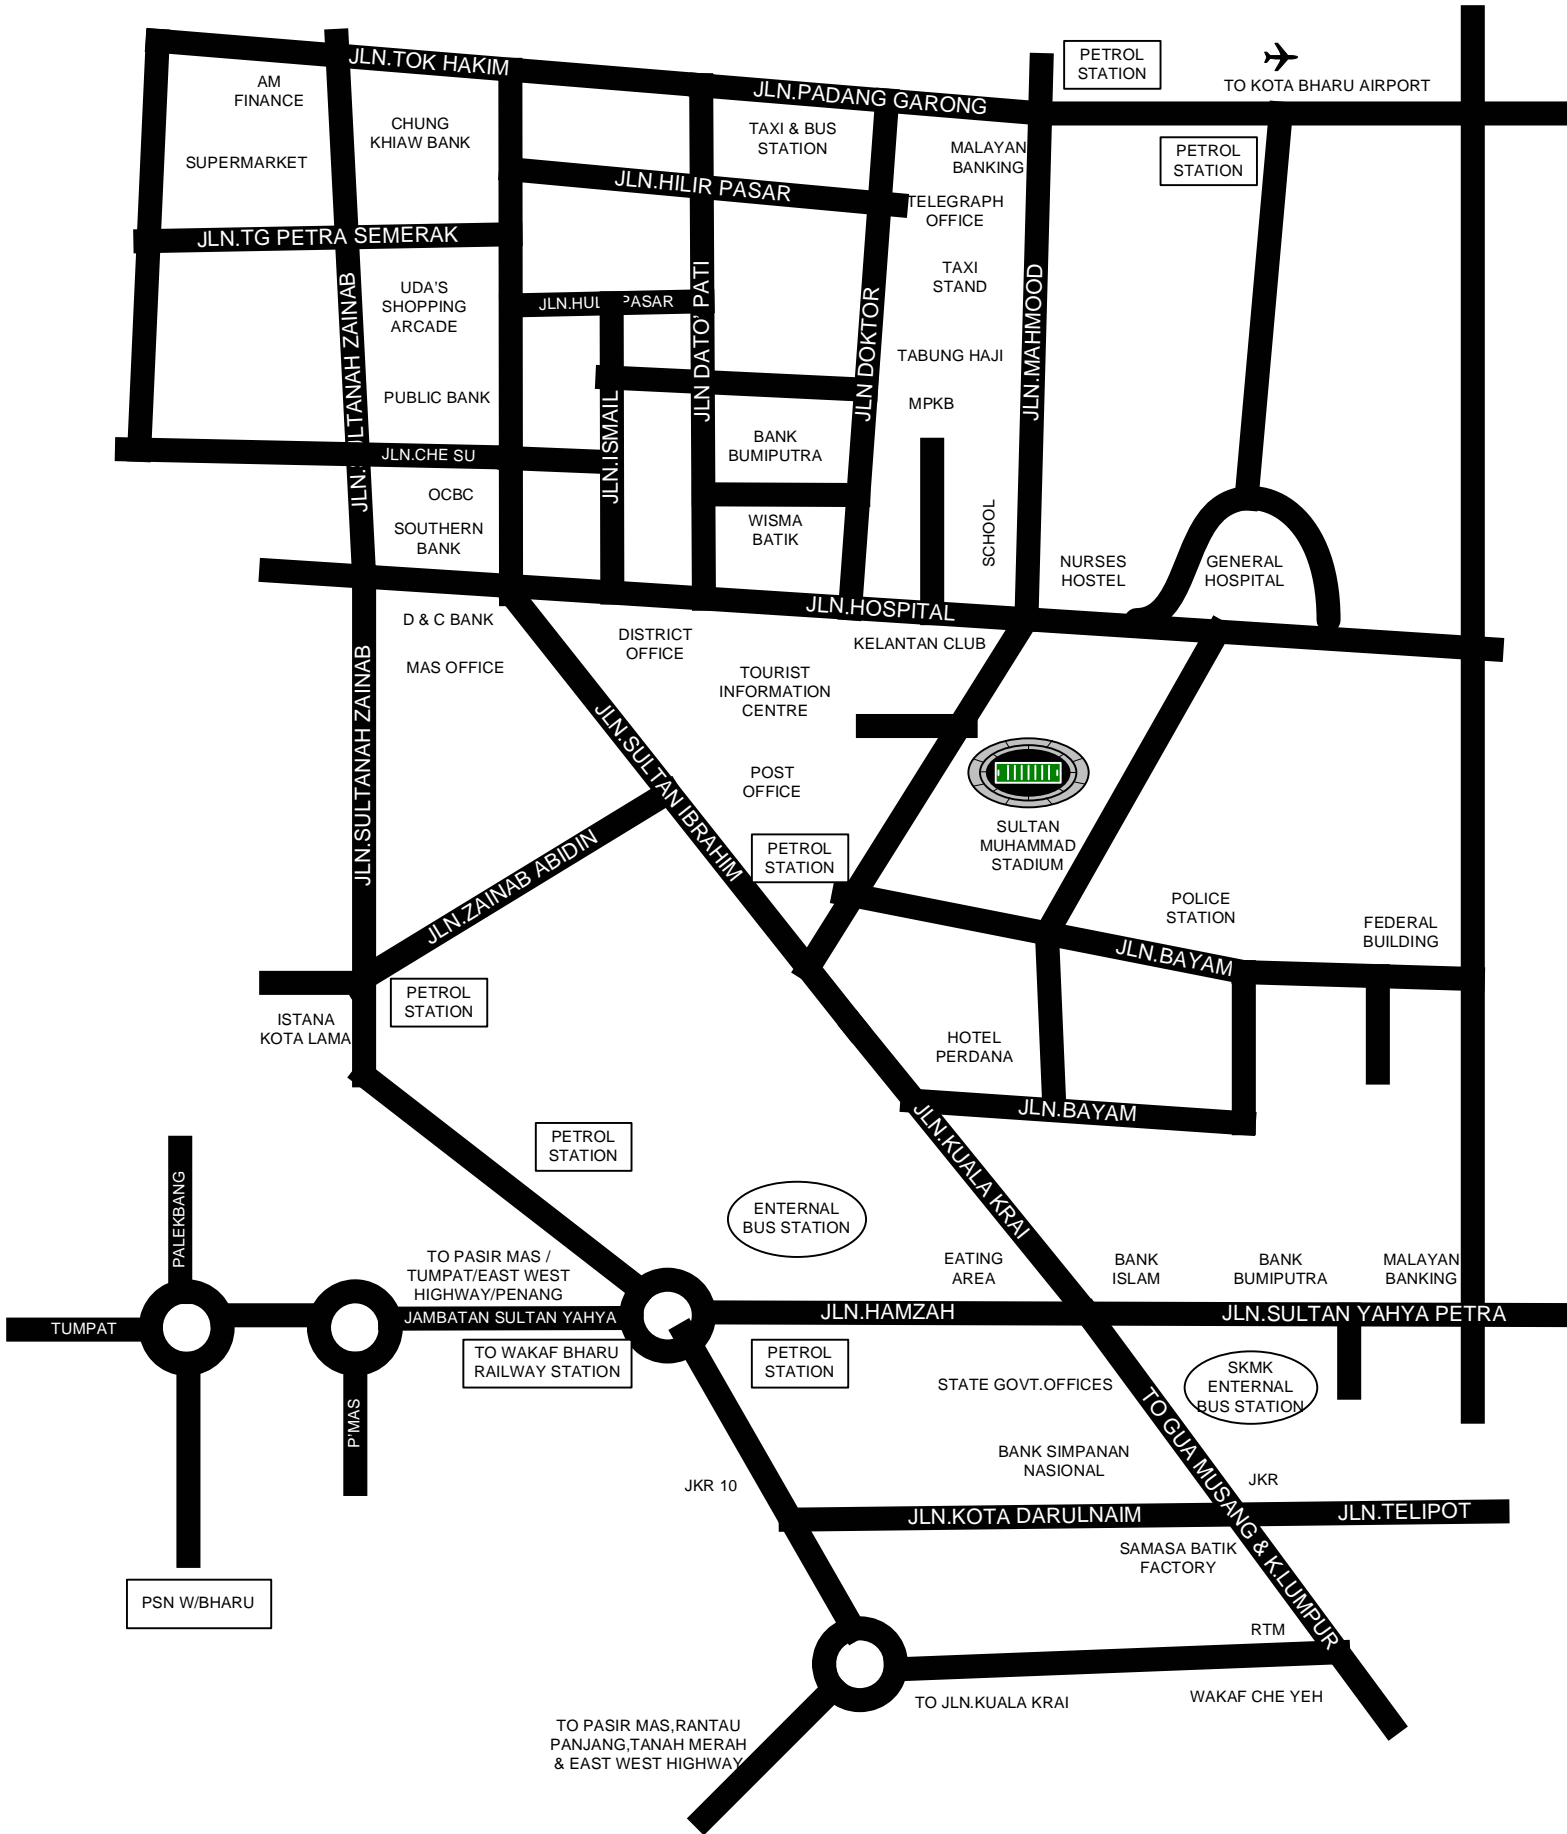 JLN.TOK HAKIM
JLN.PADANG GARONG
PETROL
STATION
TO KOTA BHARU AIRPORT
AM
FINANCE
CHUNG
KHIAW BANK
TAXI & BUS
STATION
MALAYAN
BANKING
PETROL
STATION
SUPERMARKET
JLN.HILIR PASAR
TELEGRAPH
OFFICE
JLN.TG PETRA SEMERAK
TAXI
STAND
UDA'S
SHOPPING
ARCADE
JLN.HULU PASAR
JLN.SULTANAH ZAINAB
JLN DATO' PATI
JLN DOKTOR
JLN.MAHMOOD
TABUNG HAJI
PUBLIC BANK
MPKB
JLN.ISMAIL
BANK
BUMIPUTRA
JLN.CHE SU
OCBC
SOUTHERN
BANK
WISMA
BATIK
SCHOOL
NURSES
HOSTEL
GENERAL
HOSPITAL
JLN.HOSPITAL
D & C BANK
DISTRICT
OFFICE
KELANTAN CLUB
MAS OFFICE
TOURIST
INFORMATION
CENTRE
JLN.SULTANAH ZAINAB
JLN.SULTAN IBRAHIM
POST
OFFICE
SULTAN
MUHAMMAD
STADIUM
PETROL
STATION
JLN.ZAINAB ABIDIN
POLICE
STATION
FEDERAL
BUILDING
JLN.BAYAM
PETROL
STATION
ISTANA
KOTA LAMA
HOTEL
PERDANA
JLN.BAYAM
JLN.KUALA KRAI
PETROL
STATION
PALEKBANG
ENTERNAL
BUS STATION
TO PASIR MAS /
TUMPAT/EAST WEST
HIGHWAY/PENANG
EATING
AREA
BANK
ISLAM
BANK
BUMIPUTRA
MALAYAN
BANKING
TUMPAT
JAMBATAN SULTAN YAHYA
JLN.HAMZAH
JLN.SULTAN YAHYA PETRA
TO WAKAF BHARU
RAILWAY STATION
PETROL
STATION
STATE GOVT.OFFICES
SKMK
ENTERNAL
BUS STATION
P'MAS
TO GUA MUSANG & K.LUMPUR
BANK SIMPANAN
NASIONAL
JKR 10
JKR
JLN.KOTA DARULNAIM
JLN.TELIPOT
SAMASA BATIK
FACTORY
PSN W/BHARU
RTM
TO JLN.KUALA KRAI
WAKAF CHE YEH
TO PASIR MAS,RANTAU
PANJANG,TANAH MERAH
& EAST WEST HIGHWAY